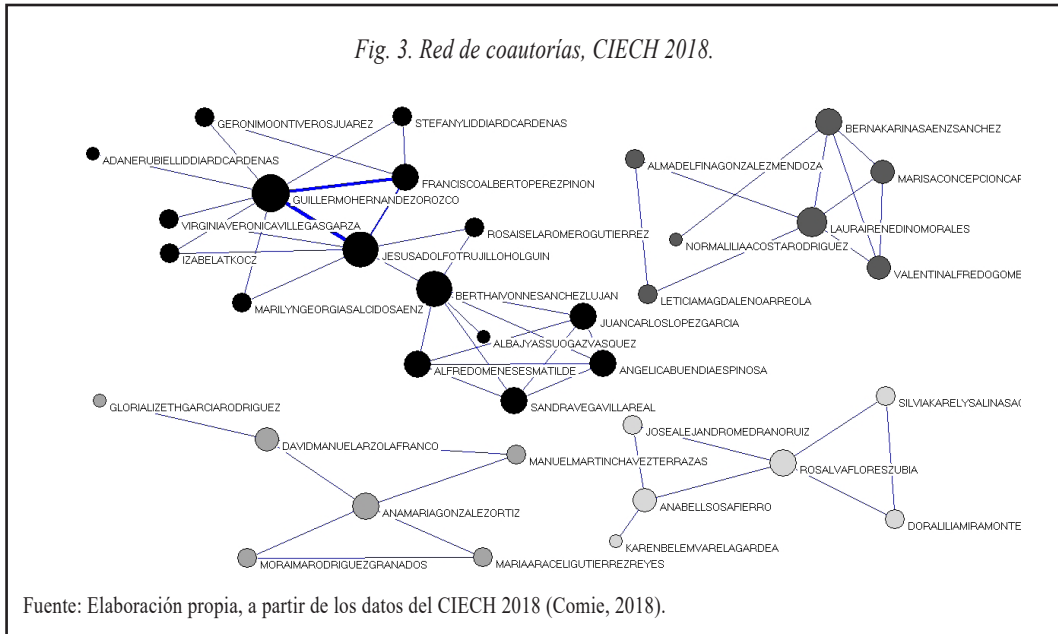 Fig. 3. Red de coautorías, CIECH 2018.
GERONIMOONTIVEROSJUAREZ
STEFANYLIDDIARDCARDENAS
ADANERUBIELLIDDIARDCARDENAS
FRANCISCOALBERTOPEREZPINON
GUILLERMOHERNANDEZOROZCO
VIRGINIAVERONICAVILLEGASGARZA
ROSAISELAROMEROGUTIERREZ
IZABELATKOCZ
JESUSADOLFOTRUJILLOHOLGUIN
MARILYNGEORGIASALCIDOSAENZ
BERTHAIVONNESANCHEZLUJAN
JUANCARLOSLOPEZGARCIA
ALBAJYASSUOGAZVASQUEZ
ALFREDOMENESESMATILDE
ANGELICABUENDIAESPINOSA
SANDRAVEGAVILLAREAL
BERNAKARINASAENZSANCHEZ
ALMADELFINAGONZALEZMENDOZA
MARISACONCEPCIONCAR
LAURAIRENEDINOMORALES
NORMALILIAACOSTARODRIGUEZ
VALENTINALFREDOGOME
LETICIAMAGDALENOARREOLA
GLORIALIZETHGARCIARODRIGUEZ
DAVIDMANUELARZOLAFRANCO
MANUELMARTINCHAVEZTERRAZAS
ANAMARIAGONZALEZORTIZ
MORAIMARODRIGUEZGRANADOS
MARIAARACELIGUTIERREZREYES
SILVIAKARELYSALINASAC
JOSEALEJANDROMEDRANORUIZ
ROSALVAFLORESZUBIA
ANABELLSOSAFIERRO
DORALILIAMIRAMONTE
KARENBELEMVARELAGARDEA
Fuente: Elaboración propia, a partir de los datos del CIECH 2018 (Comie, 2018).